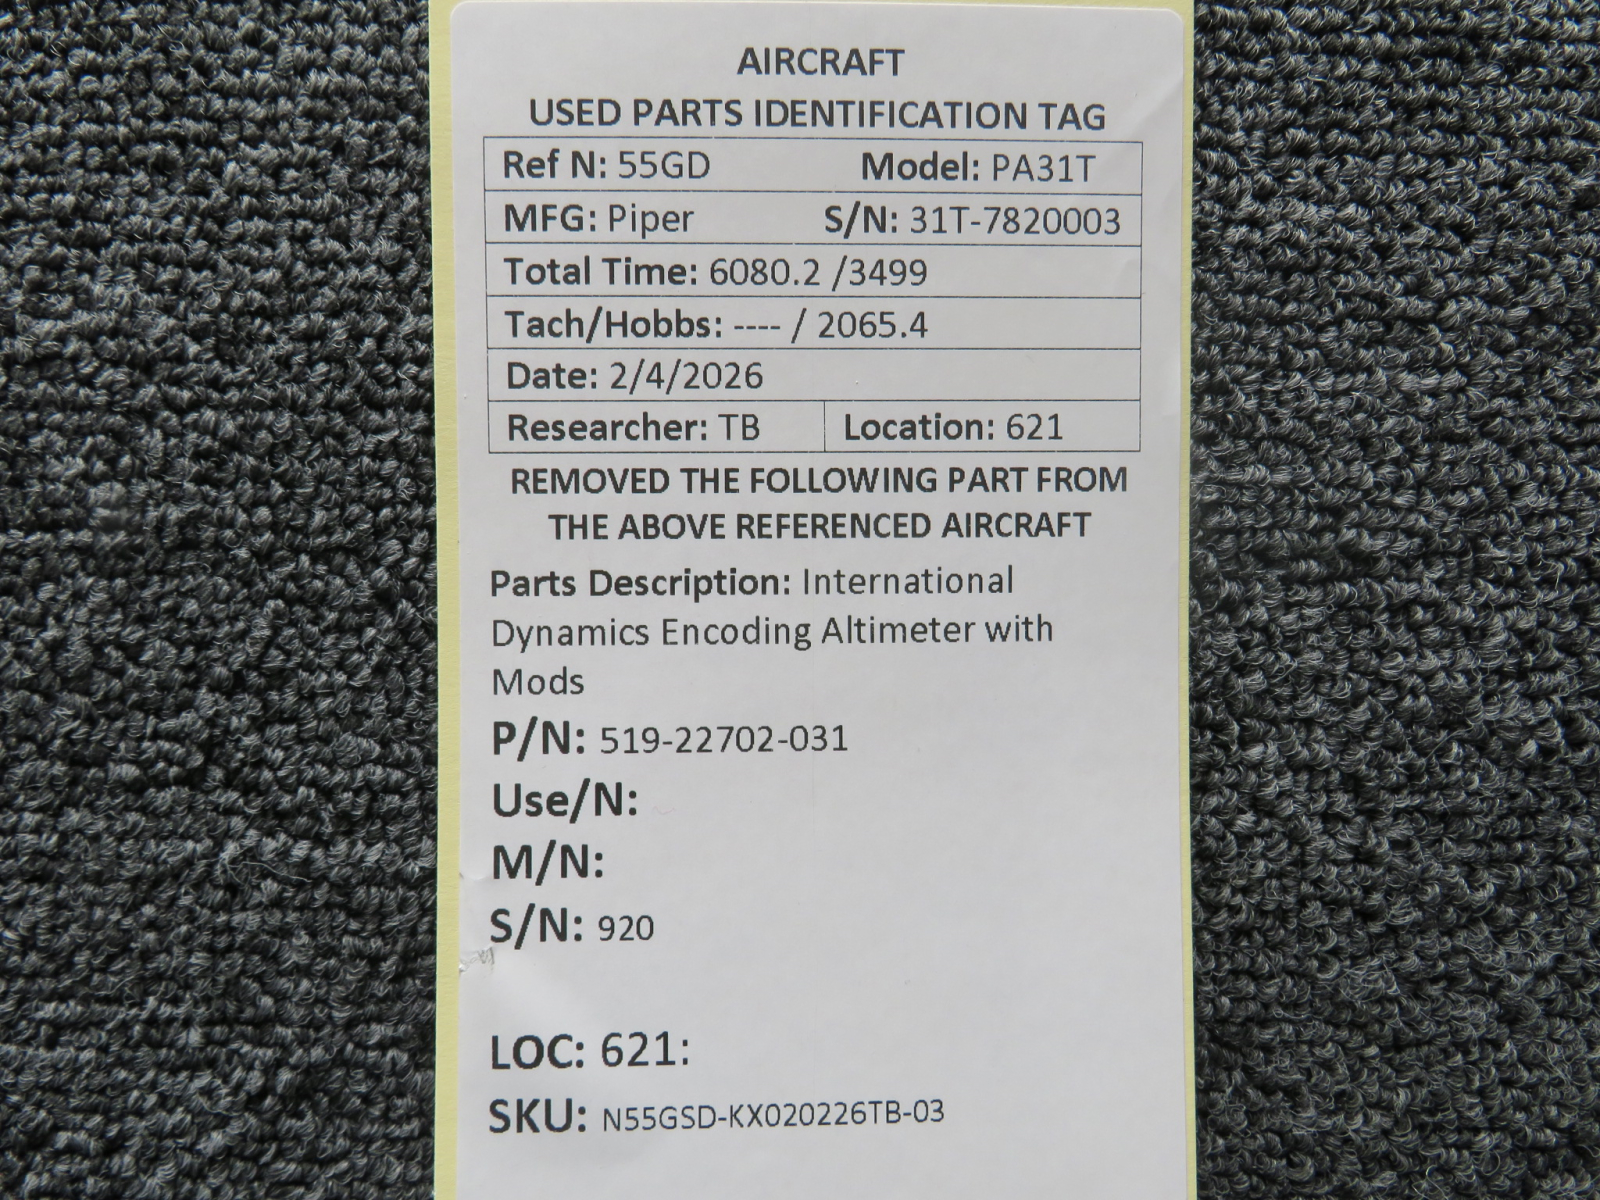 AIRCRAFT
USED PARTS IDENTIFICATION TAG
Ref N: 55GD Model: PA31T
MFG: Piper S/N: 31T-7820003
Total Time: 6080.2 /3499
Tach/Hobbs: ---- / 2065.4
Date: 2/4/2026
Researcher: TB Location: 621
REMOVED THE FOLLOWING PART FROM
THE ABOVE REFERENCED AIRCRAFT
Parts Description: International
Dynamics Encoding Altimeter with
Mods
P/N: 519-22702-031
Use/N:
M/N:
S/N: 920
LOC: 621:
SKU: N55GSD-KX020226TB-03